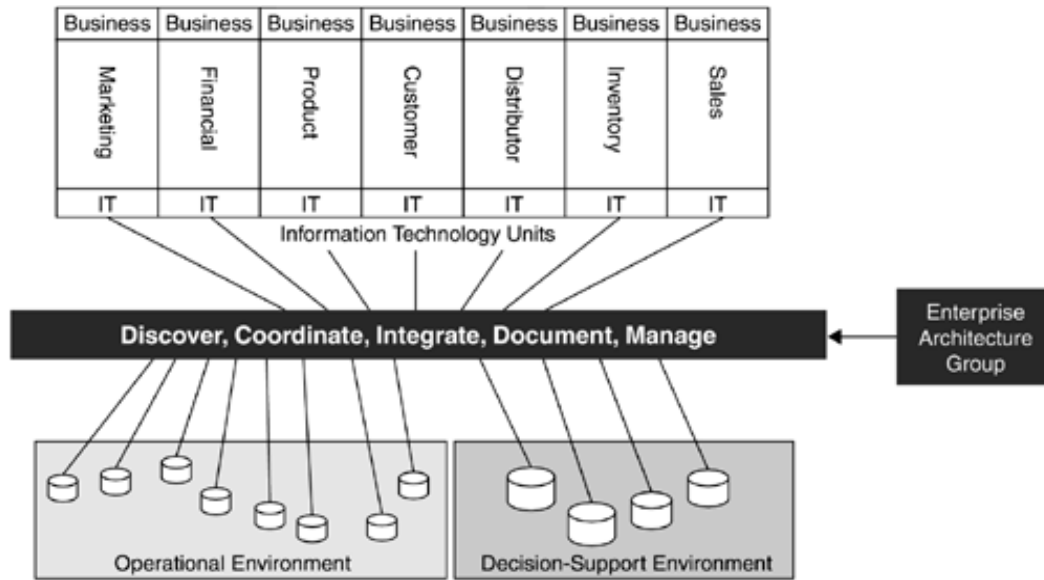 Business Business Business Business Business Business Business
Marketing
Financial
Product
Customer
Distributor
Inventory
Sales
IT IT IT IT IT IT IT
Information Technology Units
Discover, Coordinate, Integrate, Document, Manage
Enterprise
Architecture
Group
Operational Environment
Decision-Support Environment